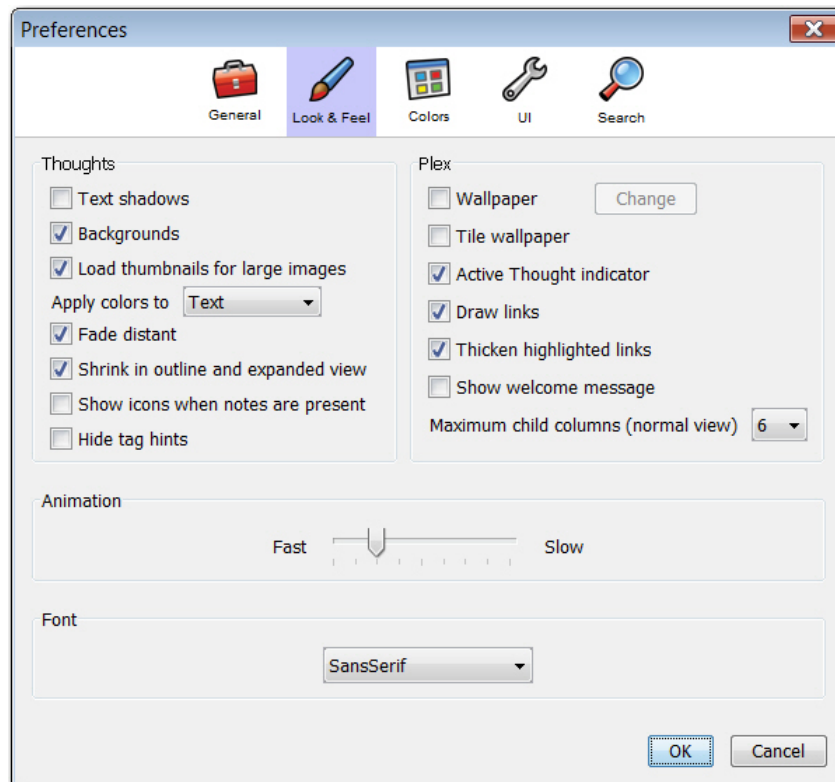 Preferences
General
Look & Feel
Colors
UI
Search
Thoughts
Text shadows
Backgrounds
Load thumbnails for large images
Apply colors to Text
Fade distant
Shrink in outline and expanded view
Show icons when notes are present
Hide tag hints
Plex
Wallpaper Change
Tile wallpaper
Active Thought indicator
Draw links
Thicken highlighted links
Show welcome message
Maximum child columns (normal view) 6
Animation
Fast Slow
Font
SansSerif
OK Cancel